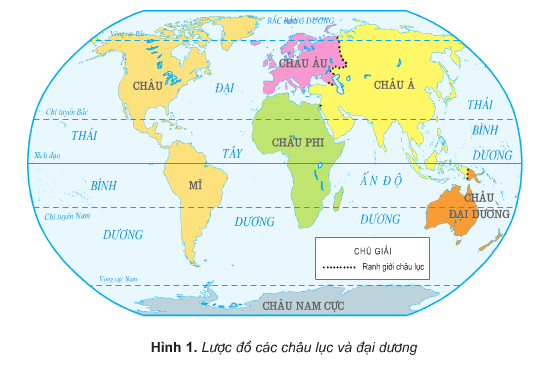 BẮC BĂNG DƯƠNG
Vòng cực Bắc
CHÂU ÂU
CHÂU
ĐẠI
CHÂU Á
THÁI
Chí tuyến Bắc
THÁI
BÌNH
CHÂU PHI
TÂY
DƯƠNG
Xích đạo
BÌNH
MĨ
ẤN ĐỘ
CHÂU
ĐẠI DƯƠNG
Chí tuyến Nam
DƯƠNG
DƯƠNG
DƯƠNG
CHÚ GIẢI
Ranh giới châu lục
Vòng cực Nam
CHÂU NAM CỰC
Hình 1. Lược đồ các châu lục và đại dương